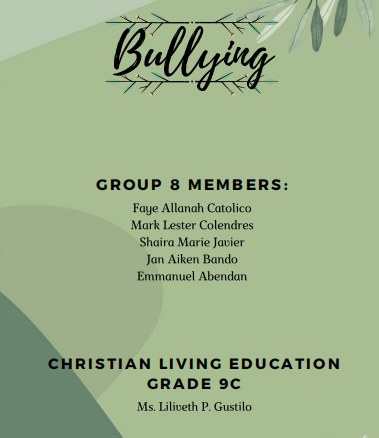 Bullying
GROUP 8 MEMBERS:
Faye Allanah Catolico
Mark Lester Colendres
Shaira Marie Javier
Jan Aiken Bando
Emmanuel Abendan
CHRISTIAN LIVING EDUCATION
GRADE 9C
Ms. Liliveth P. Gustilo